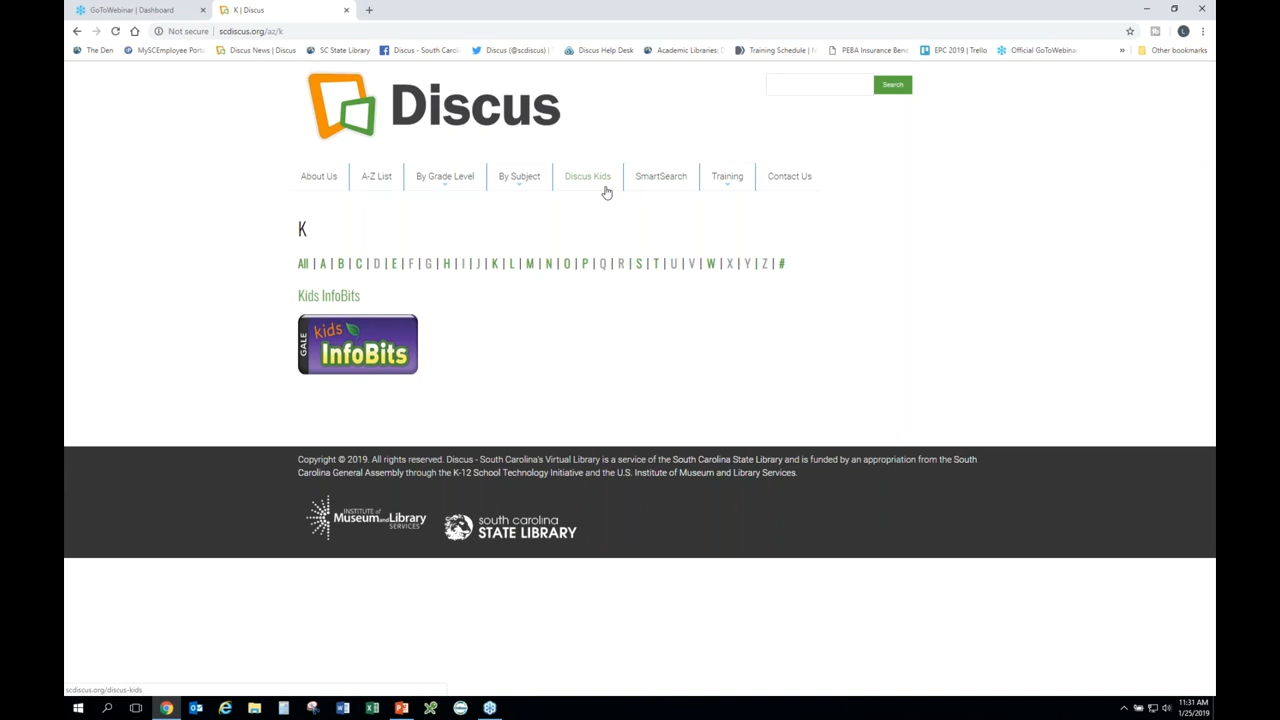 GoToWebinar | Dashboard
K | Discus
Not secure | scdiscus.org/az/k
The Den
MySCEmployee Port
Discus News | Discus
SC State Library
Discus - South Caroli
Twitter Discus (@scdiscus) |
Discus Help Desk
Academic Libraries:
Training Schedule |
PEBA Insurance Bene
EPC 2019 | Trello
Official GoToWebinar
»
Other bookmarks
Discus
Search
About Us
A-Z List
By Grade Level
By Subject
Discus Kids
SmartSearch
Training
Contact Us
K
All | A | B | C | D | E | F | G | H | I | J | K | L | M | N | O | P | Q | R | S | T | U | V | W | X | Y | Z | #
Kids InfoBits
GALE
kids
InfoBits
Copyright © 2019. All rights reserved. Discus - South Carolina's Virtual Library is a service of the South Carolina State Library and is funded by an appropriation from the South
Carolina General Assembly through the K-12 School Technology Initiative and the U.S. Institute of Museum and Library Services.
INSTITUTE of
Museum and Library
SERVICES
south carolina
STATE LIBRARY
scdiscus.org/discus-kids
11:31 AM
1/25/2019